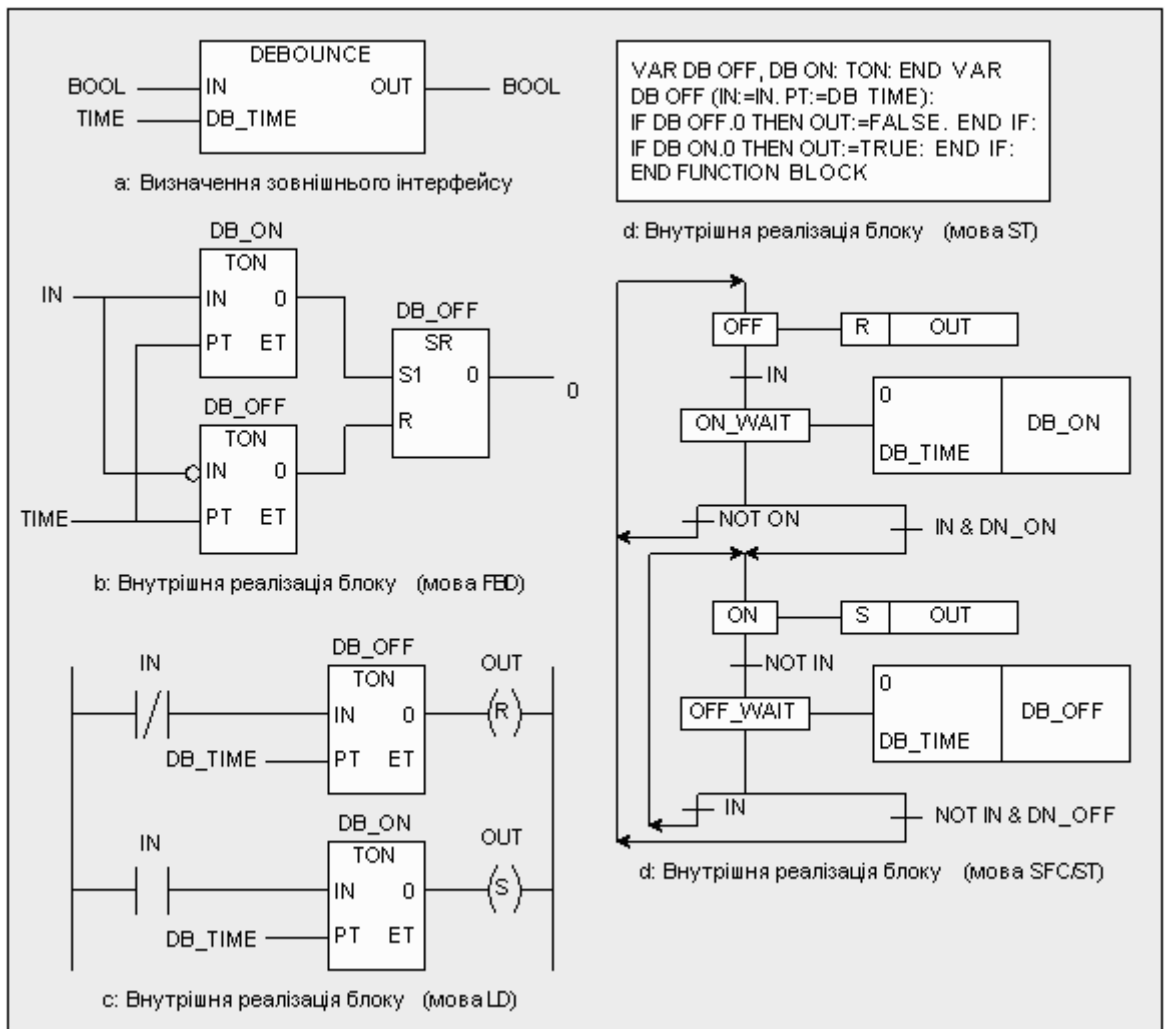 DEBOUNCE
BOOL IN OUT BOOL
TIME DB_TIME
a: Визначення зовнішнього інтерфейсу
DB_ON
TON
IN IN 0
PT ET
DB_OFF
SR
S1 0
R
0
DB_OFF
TON
IN 0
TIME PT ET
b: Внутрішня реалізація блоку (мова FBD)
IN DB_OFF OUT
TON
IN 0 (R)
DB_TIME PT ET
IN DB_ON OUT
TON
IN 0 (S)
DB_TIME PT ET
c: Внутрішня реалізація блоку (мова LD)
VAR DB OFF, DB ON: TON: END VAR
DB OFF (IN:=IN. PT:=DB TIME):
IF DB OFF.0 THEN OUT:=FALSE. END IF:
IF DB ON.0 THEN OUT:=TRUE: END IF:
END FUNCTION BLOCK
d: Внутрішня реалізація блоку (мова ST)
OFF R OUT
IN
ON_WAIT 0 DB_ON
DB_TIME
NOT ON IN & DN_ON
ON S OUT
NOT IN
OFF_WAIT 0 DB_OFF
DB_TIME
IN NOT IN & DN_OFF
d: Внутрішня реалізація блоку (мова SFC/ST)